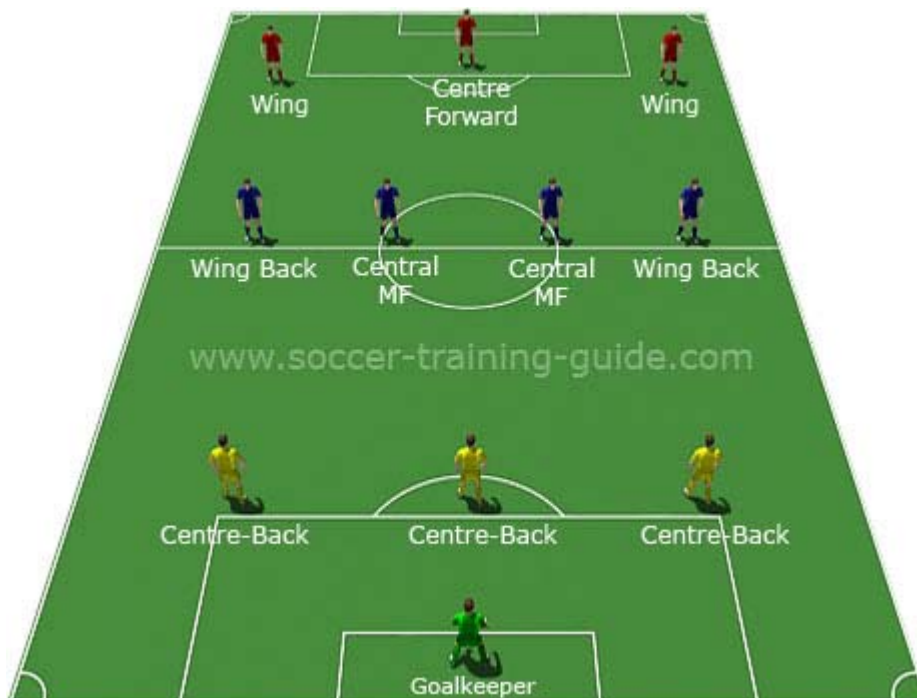 Wing
Centre
Forward
Wing
Wing Back
Central
MF
Central
MF
Wing Back
www.soccer-training-guide.com
Centre-Back
Centre-Back
Centre-Back
Goalkeeper